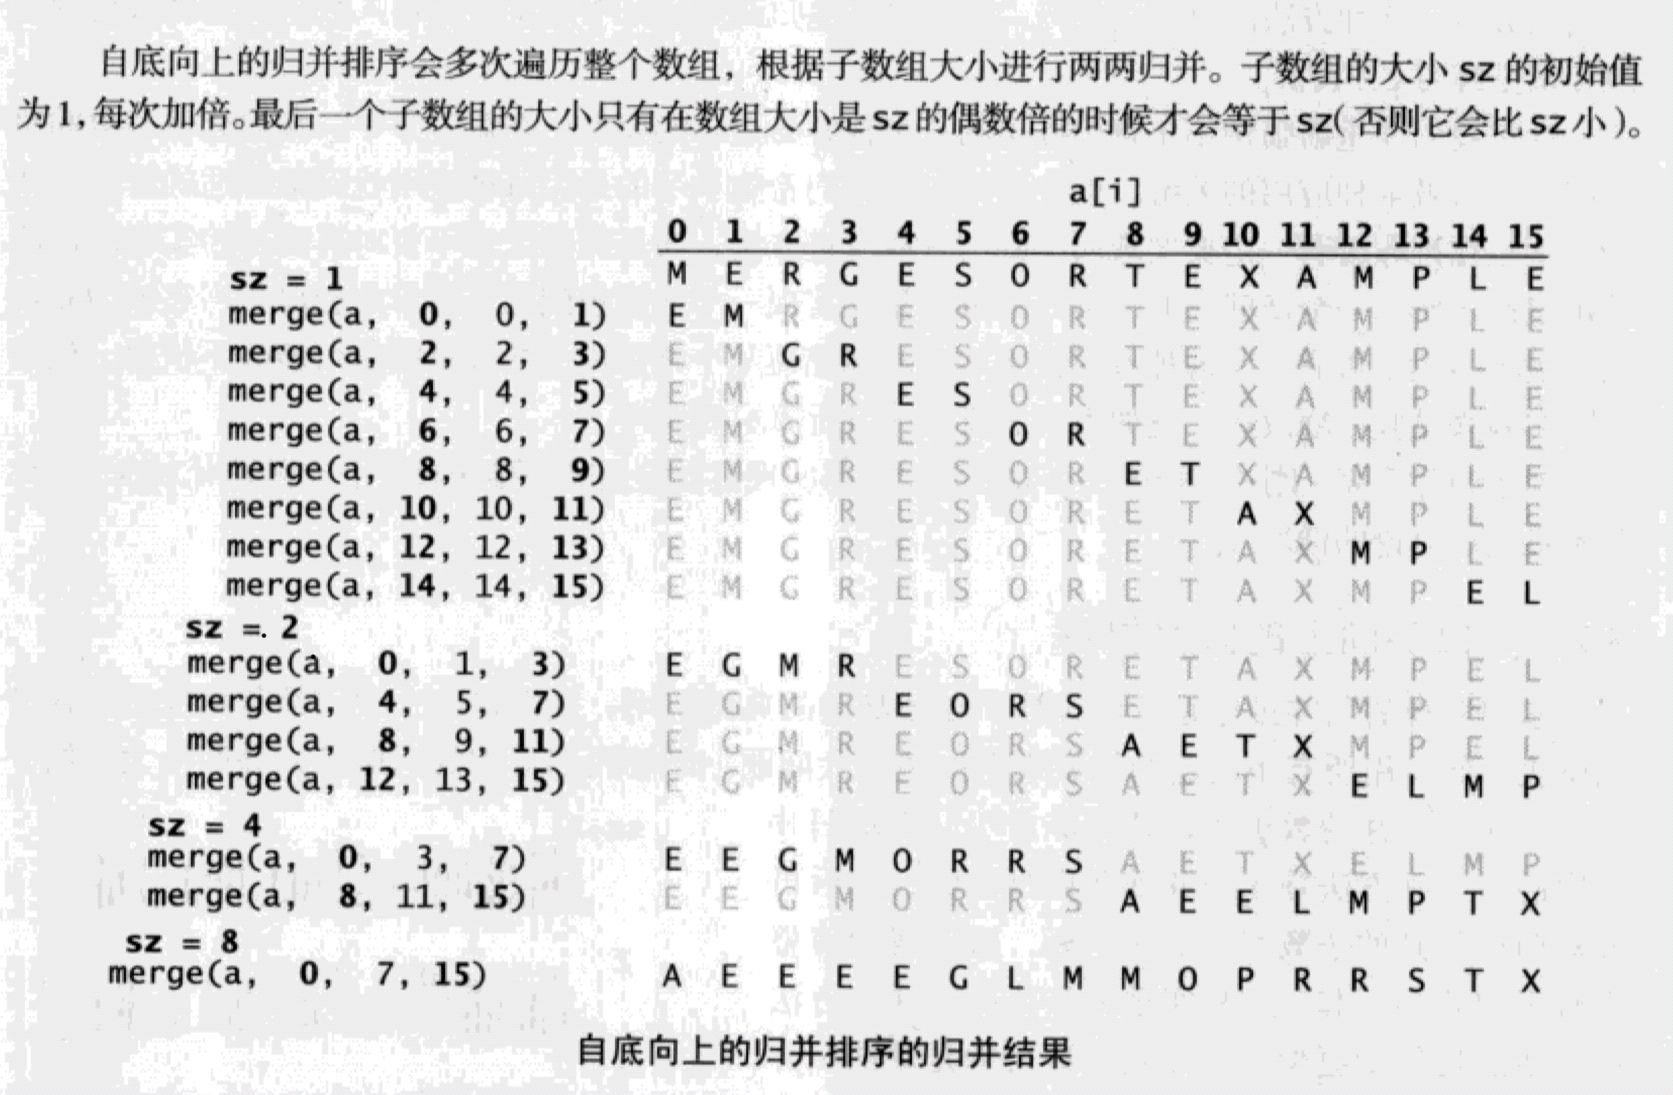 自底向上的归并排序会多次遍历整个数组，根据子数组大小进行两两归并。子数组的大小 sz 的初始值
为1，每次加倍。最后一个子数组的大小只有在数组大小是 sz 的偶数倍的时候才会等于 sz（否则它会比 sz 小）。
a[i]
0 1 2 3 4 5 6 7 8 9 10 11 12 13 14 15
sz = 1 M E R G E S O R T E X A M P L E
merge(a, 0, 0, 1) E M R G E S O R T E X A M P L E
merge(a, 2, 2, 3) E M G R E S O R T E X A M P L E
merge(a, 4, 4, 5) E M G R E S O R T E X A M P L E
merge(a, 6, 6, 7) E M G R E S O R T E X A M P L E
merge(a, 8, 8, 9) E M G R E S O R E T X A M P L E
merge(a, 10, 10, 11) E M G R E S O R E T A X M P L E
merge(a, 12, 12, 13) E M G R E S O R E T A X M P L E
merge(a, 14, 14, 15) E M G R E S O R E T A X M P E L
sz = 2
merge(a, 0, 1, 3) E G M R E S O R E T A X M P E L
merge(a, 4, 5, 7) E G M R E O R S E T A X M P E L
merge(a, 8, 9, 11) E G M R E O R S A E T X M P E L
merge(a, 12, 13, 15) E G M R E O R S A E T X E L M P
sz = 4
merge(a, 0, 3, 7) E E G M O R R S A E T X E L M P
merge(a, 8, 11, 15) E E G M O R R S A E E L M P T X
sz = 8
merge(a, 0, 7, 15) A E E E E G L M M O P R R S T X
自底向上的归并排序的归并结果